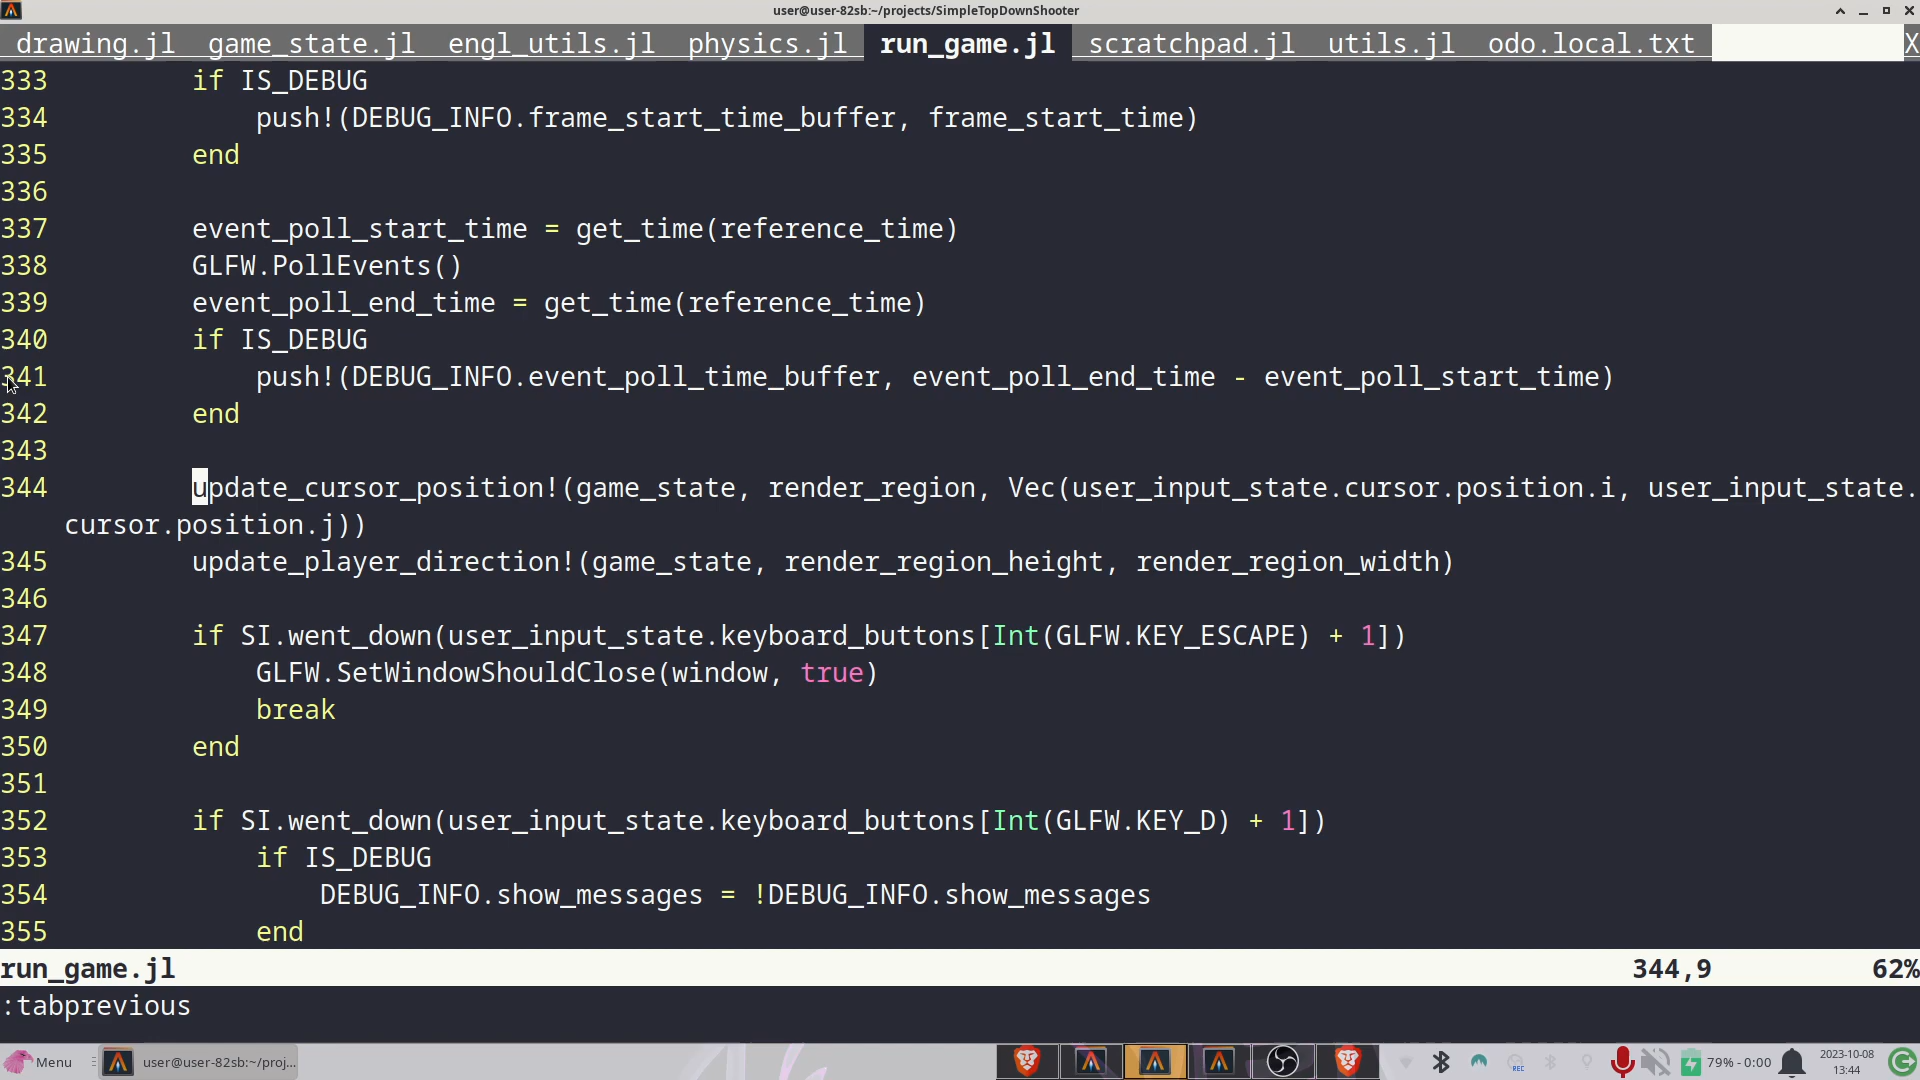 user@user-82sb:~/projects/SimpleTopDownShooter
drawing.jl game_state.jl engl_utils.jl physics.jl run_game.jl scratchpad.jl utils.jl odo.local.txt X
333 if IS_DEBUG
334 push!(DEBUG_INFO.frame_start_time_buffer, frame_start_time)
335 end
336
337 event_poll_start_time = get_time(reference_time)
338 GLFW.PollEvents()
339 event_poll_end_time = get_time(reference_time)
340 if IS_DEBUG
341 push!(DEBUG_INFO.event_poll_time_buffer, event_poll_end_time - event_poll_start_time)
342 end
343
344 update_cursor_position!(game_state, render_region, Vec(user_input_state.cursor.position.i, user_input_state.
cursor.position.j))
345 update_player_direction!(game_state, render_region_height, render_region_width)
346
347 if SI.went_down(user_input_state.keyboard_buttons[Int(GLFW.KEY_ESCAPE) + 1])
348 GLFW.SetWindowShouldClose(window, true)
349 break
350 end
351
352 if SI.went_down(user_input_state.keyboard_buttons[Int(GLFW.KEY_D) + 1])
353 if IS_DEBUG
354 DEBUG_INFO.show_messages = !DEBUG_INFO.show_messages
355 end
run_game.jl 344,9 62%
:tabprevious
Menu user@user-82sb:~/proj... REC 79% - 0:00 2023-10-08
13:44